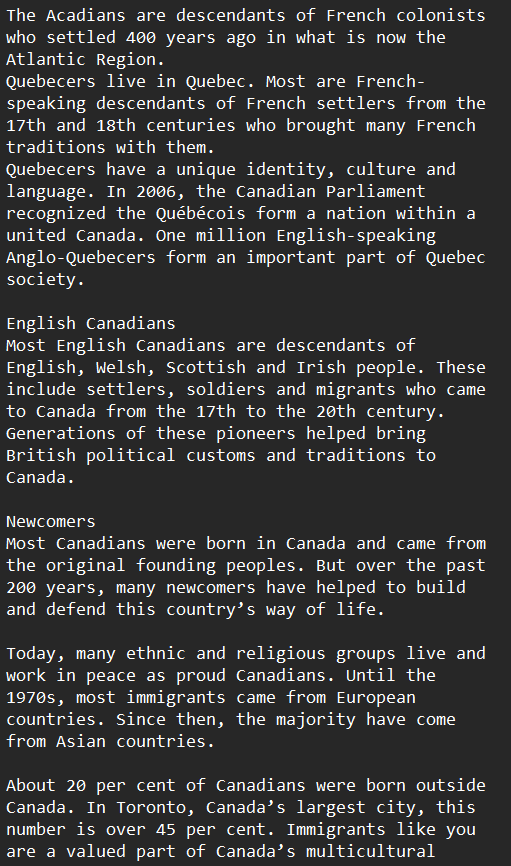 The Acadians are descendants of French colonists
who settled 400 years ago in what is now the
Atlantic Region.
Quebecers live in Quebec. Most are French-
speaking descendants of French settlers from the
17th and 18th centuries who brought many French
traditions with them.
Quebecers have a unique identity, culture and
language. In 2006, the Canadian Parliament
recognized the Québécois form a nation within a
united Canada. One million English-speaking
Anglo-Quebecers form an important part of Quebec
society.

English Canadians
Most English Canadians are descendants of
English, Welsh, Scottish and Irish people. These
include settlers, soldiers and migrants who came
to Canada from the 17th to the 20th century.
Generations of these pioneers helped bring
British political customs and traditions to
Canada.

Newcomers
Most Canadians were born in Canada and came from
the original founding peoples. But over the past
200 years, many newcomers have helped to build
and defend this country’s way of life.

Today, many ethnic and religious groups live and
work in peace as proud Canadians. Until the
1970s, most immigrants came from European
countries. Since then, the majority have come
from Asian countries.

About 20 per cent of Canadians were born outside
Canada. In Toronto, Canada’s largest city, this
number is over 45 per cent. Immigrants like you
are a valued part of Canada’s multicultural